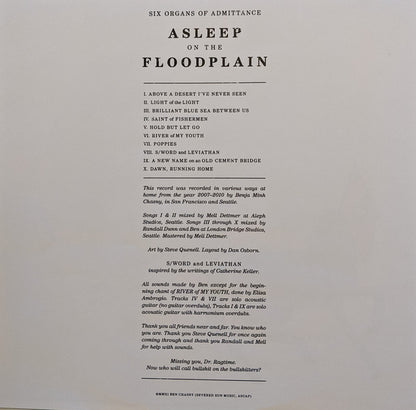 SIX ORGANS OF ADMITTANCE
ASLEEP
ON THE
FLOODPLAIN
I. ABOVE A DESERT I'VE NEVER SEEN
II. LIGHT of the LIGHT
III. BRILLIANT BLUE SEA BETWEEN US
IV. SAINT of FISHERMEN
V. HOLD BUT LET GO
VI. RIVER of MY YOUTH
VII. POPPIES
VIII. S/WORD and LEVIATHAN
IX. A NEW NAME on an OLD CEMENT BRIDGE
X. DAWN, RUNNING HOME
This record was recorded in various ways at
home from the year 2007-2010 by Benja Minh
Chasny, in San Francisco and Seattle.
Songs I & II mixed by Mell Dettmer at Aleph
Studios, Seattle. Songs III through X mixed by
Randall Dunn and Ben at London Bridge Studios,
Seattle. Mastered by Mell Dettmer.
Art by Steve Quenell. Layout by Dan Osborn.
S/WORD and LEVIATHAN
inspired by the writings of Catherine Keller.
All sounds made by Ben except for the begin-
ning chant of RIVER of MY YOUTH, done by Elisa
Ambrogio. Tracks IV & VII are solo acoustic
guitar (no guitar overdubs), Tracks I & IX are solo
acoustic guitar with harmonium overdubs.
Thank you all friends near and far. You know who
you are. Thank you Steve Quenell for once again
coming through and thank you Randall and Mell
for help with sounds.
Missing you, Dr. Ragtime.
Now who will call bullshit on the bullshitters?
©MMXI BEN CHASNY (SEVERED SUN MUSIC, ASCAP)